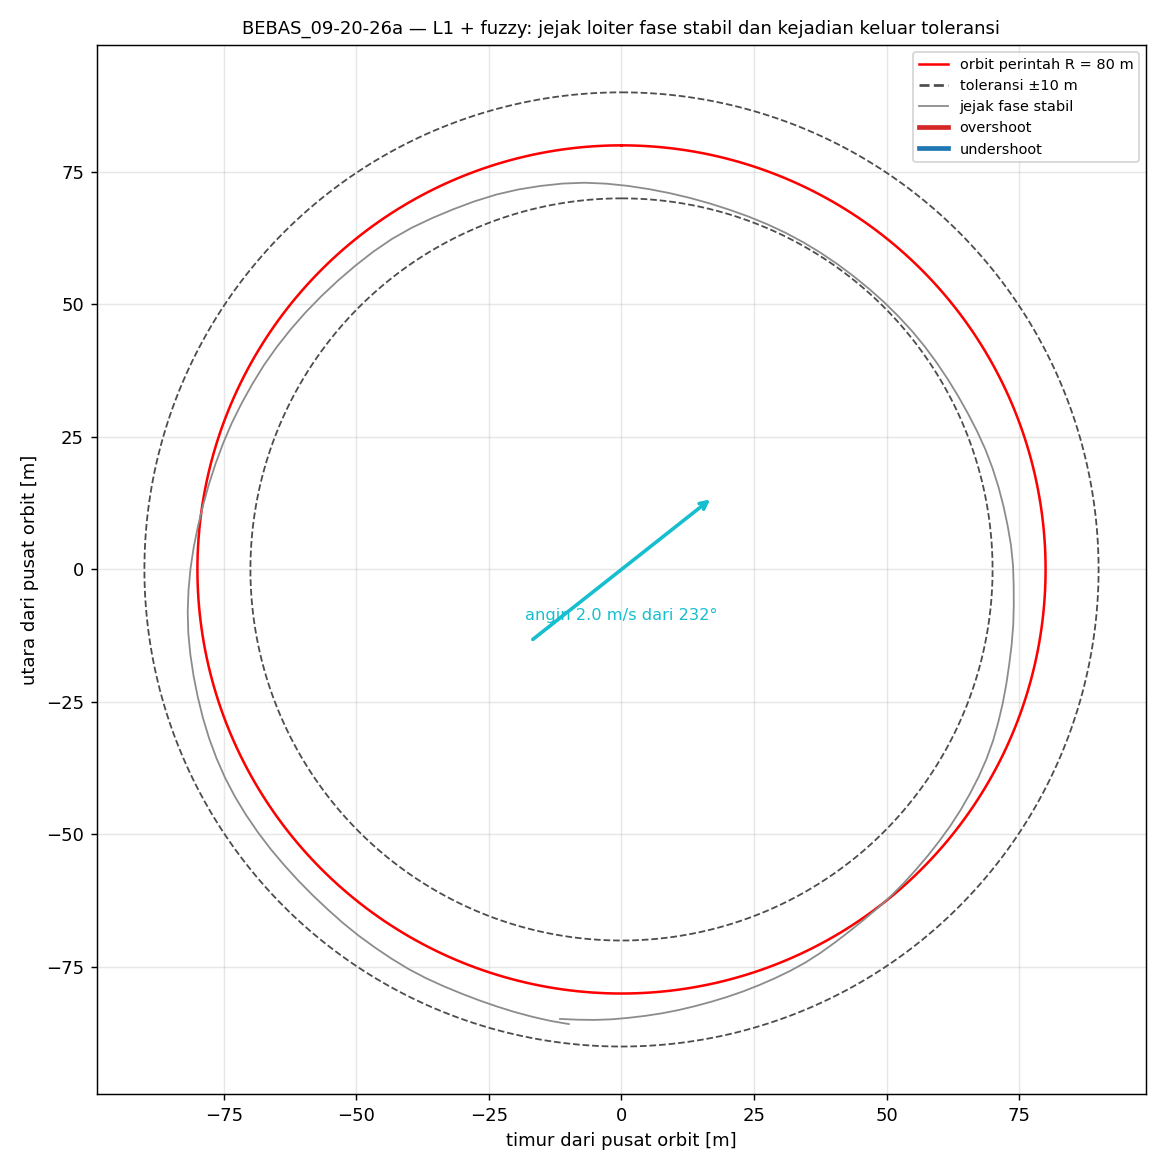 BEBAS_09-20-26a — L1 + fuzzy: jejak loiter fase stabil dan kejadian keluar toleransi
orbit perintah R = 80 m
toleransi ±10 m
jejak fase stabil
overshoot
undershoot
75
50
25
0
−25
−50
−75
utara dari pusat orbit [m]
angin 2.0 m/s dari 232°
−75
−50
−25
0
25
50
75
timur dari pusat orbit [m]